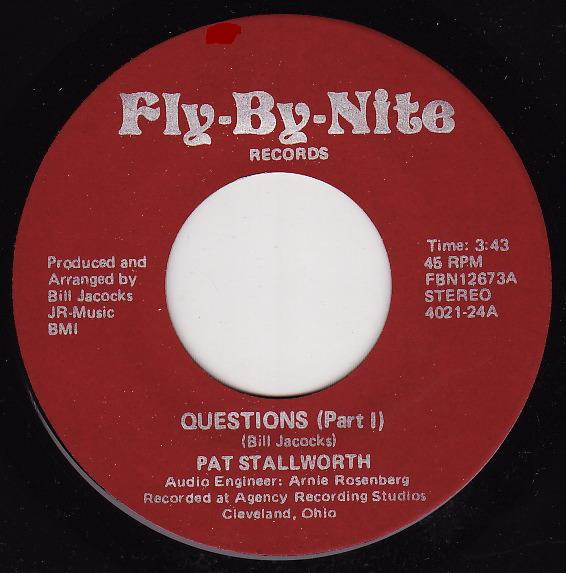 Fly-By-Nite
RECORDS
Produced and
Arranged by
Bill Jacocks
JR-Music
BMI
Time: 3:43
45 RPM
FBN12673A
STEREO
4021-24A
QUESTIONS (Part I)
(Bill Jacocks)
PAT STALLWORTH
Audio Engineer: Arnie Rosenberg
Recorded at Agency Recording Studios
Cleveland, Ohio